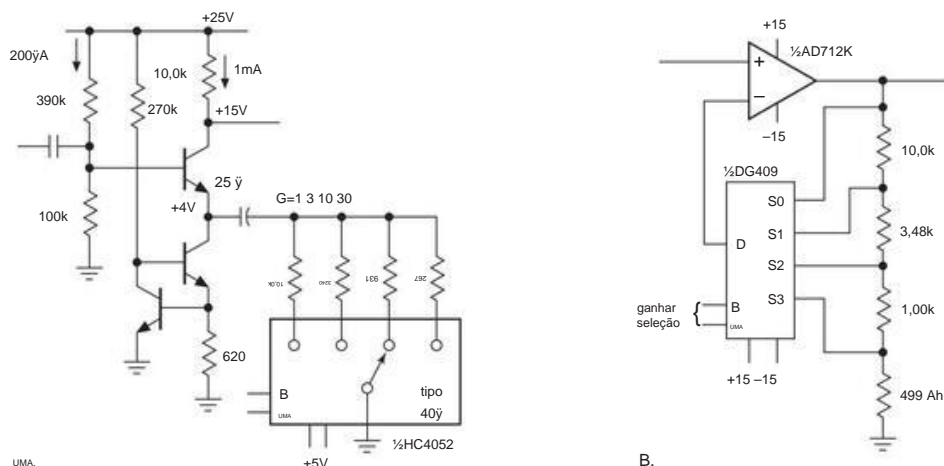 +25V
200ÿA
10,0k
1mA
390k
270k
+15V
25 ÿ
100k
+4V
G=1 3 10 30
10,0k
3240
931
267
620
B
UMA
tipo
40ÿ
½HC4052
+5V
UMA.
+15
½AD712K
+
–
–15
10,0k
½DG409
S0
S1
3,48k
D
S2
S3
1,00k
ganhar
seleção
{
B
UMA
+15 –15
499 Ah
B.